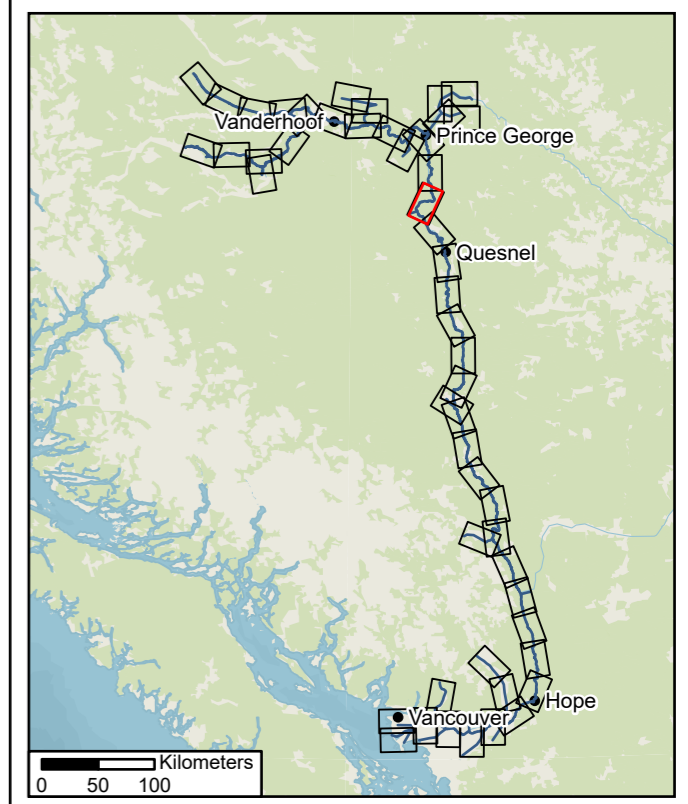 Vanderhoof
Prince George
Quesnel
Hope
Vancouver
Kilometers
0 50 100